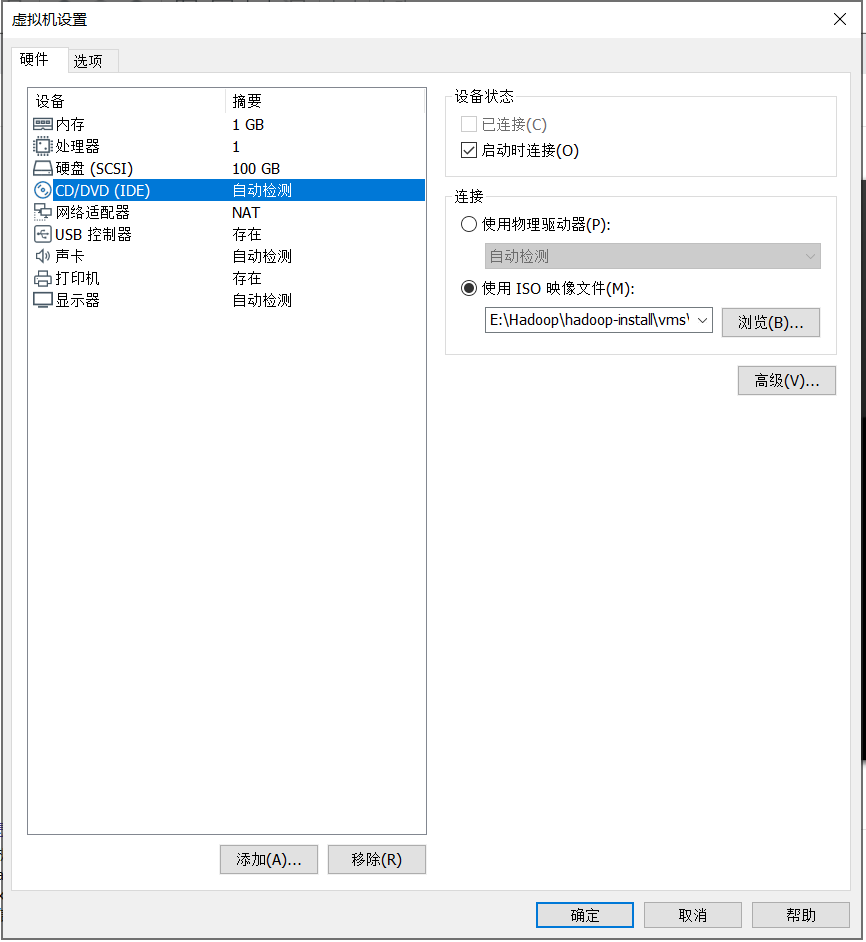 虚拟机设置
硬件 选项
设备 摘要
内存 1 GB
处理器 1
硬盘 (SCSI) 100 GB
CD/DVD (IDE) 自动检测
网络适配器 NAT
USB 控制器 存在
声卡 自动检测
打印机 存在
显示器 自动检测
添加(A)... 移除(R)
设备状态
已连接(C)
启动时连接(O)
连接
使用物理驱动器(P):
自动检测
使用 ISO 映像文件(M):
E:\Hadoop\hadoop-install\vms\ 浏览(B)...
高级(V)...
确定 取消 帮助